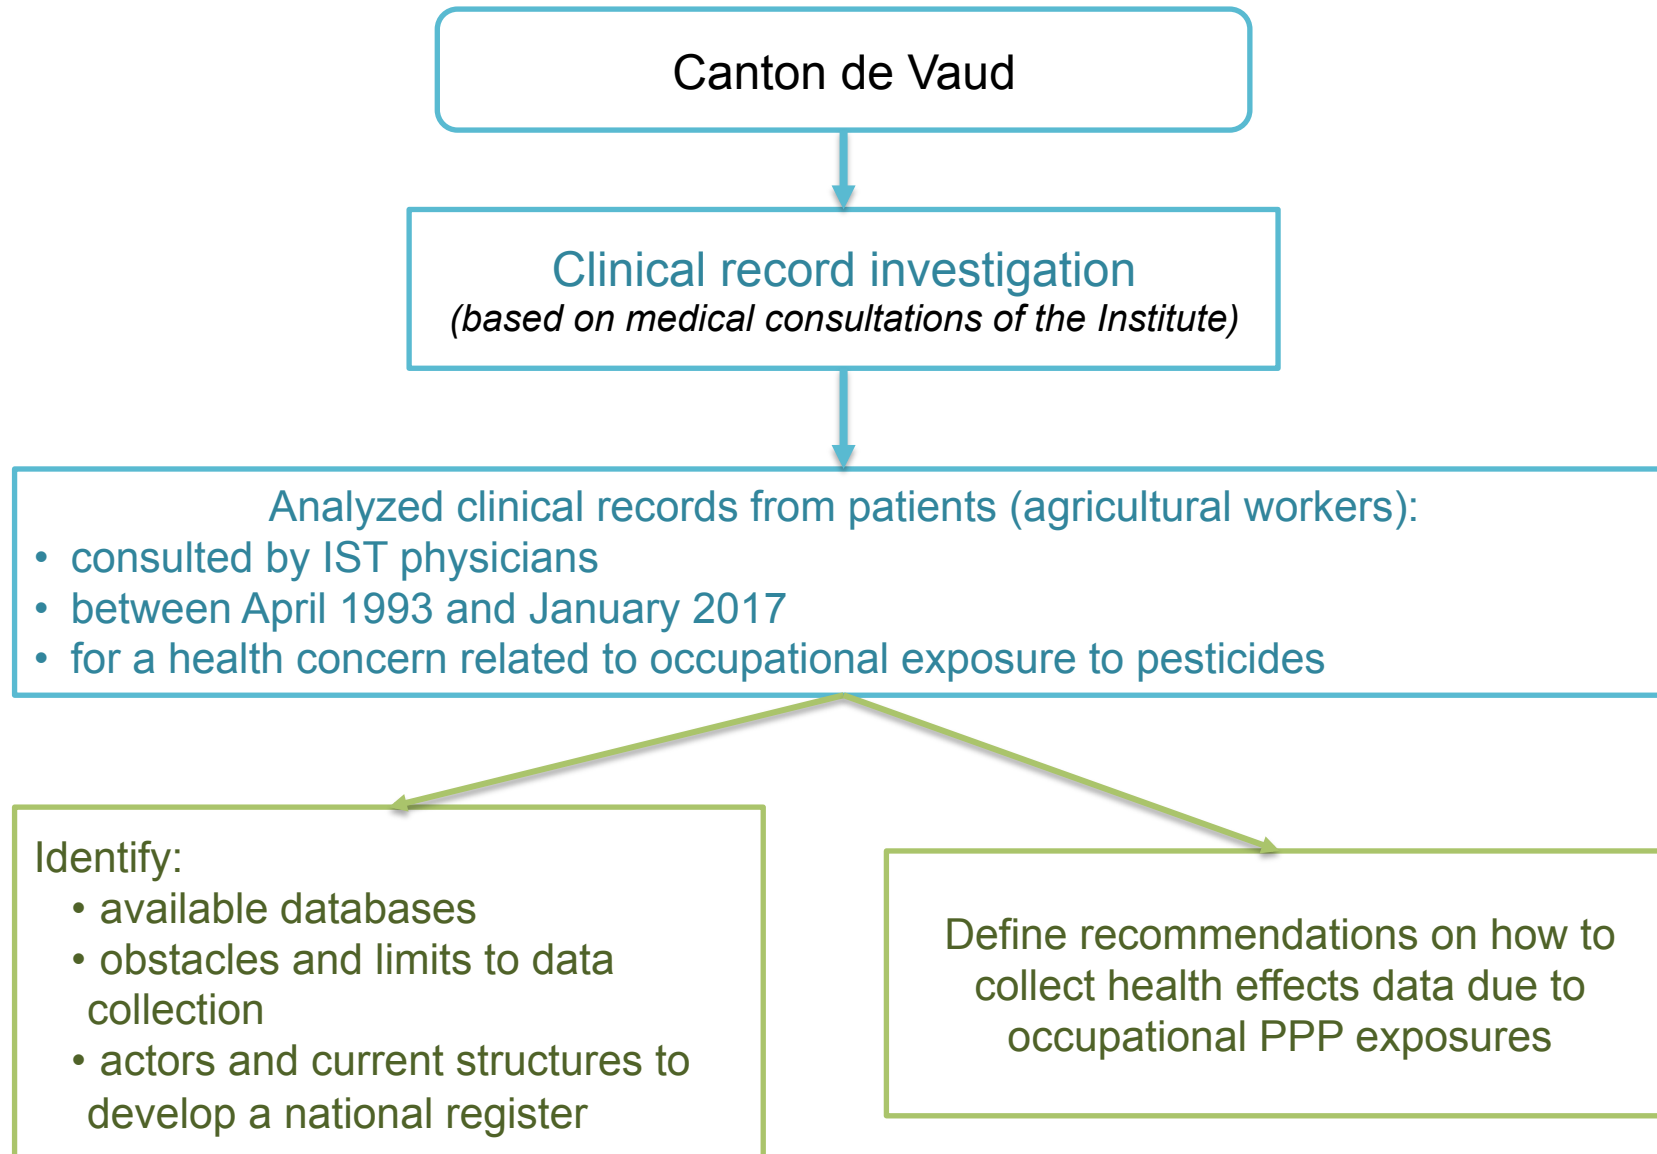 Canton de Vaud
Clinical record investigation
(based on medical consultations of the Institute)
Analyzed clinical records from patients (agricultural workers):
• consulted by IST physicians
• between April 1993 and January 2017
• for a health concern related to occupational exposure to pesticides
Identify:
• available databases
• obstacles and limits to data
collection
• actors and current structures to
develop a national register
Define recommendations on how to
collect health effects data due to
occupational PPP exposures